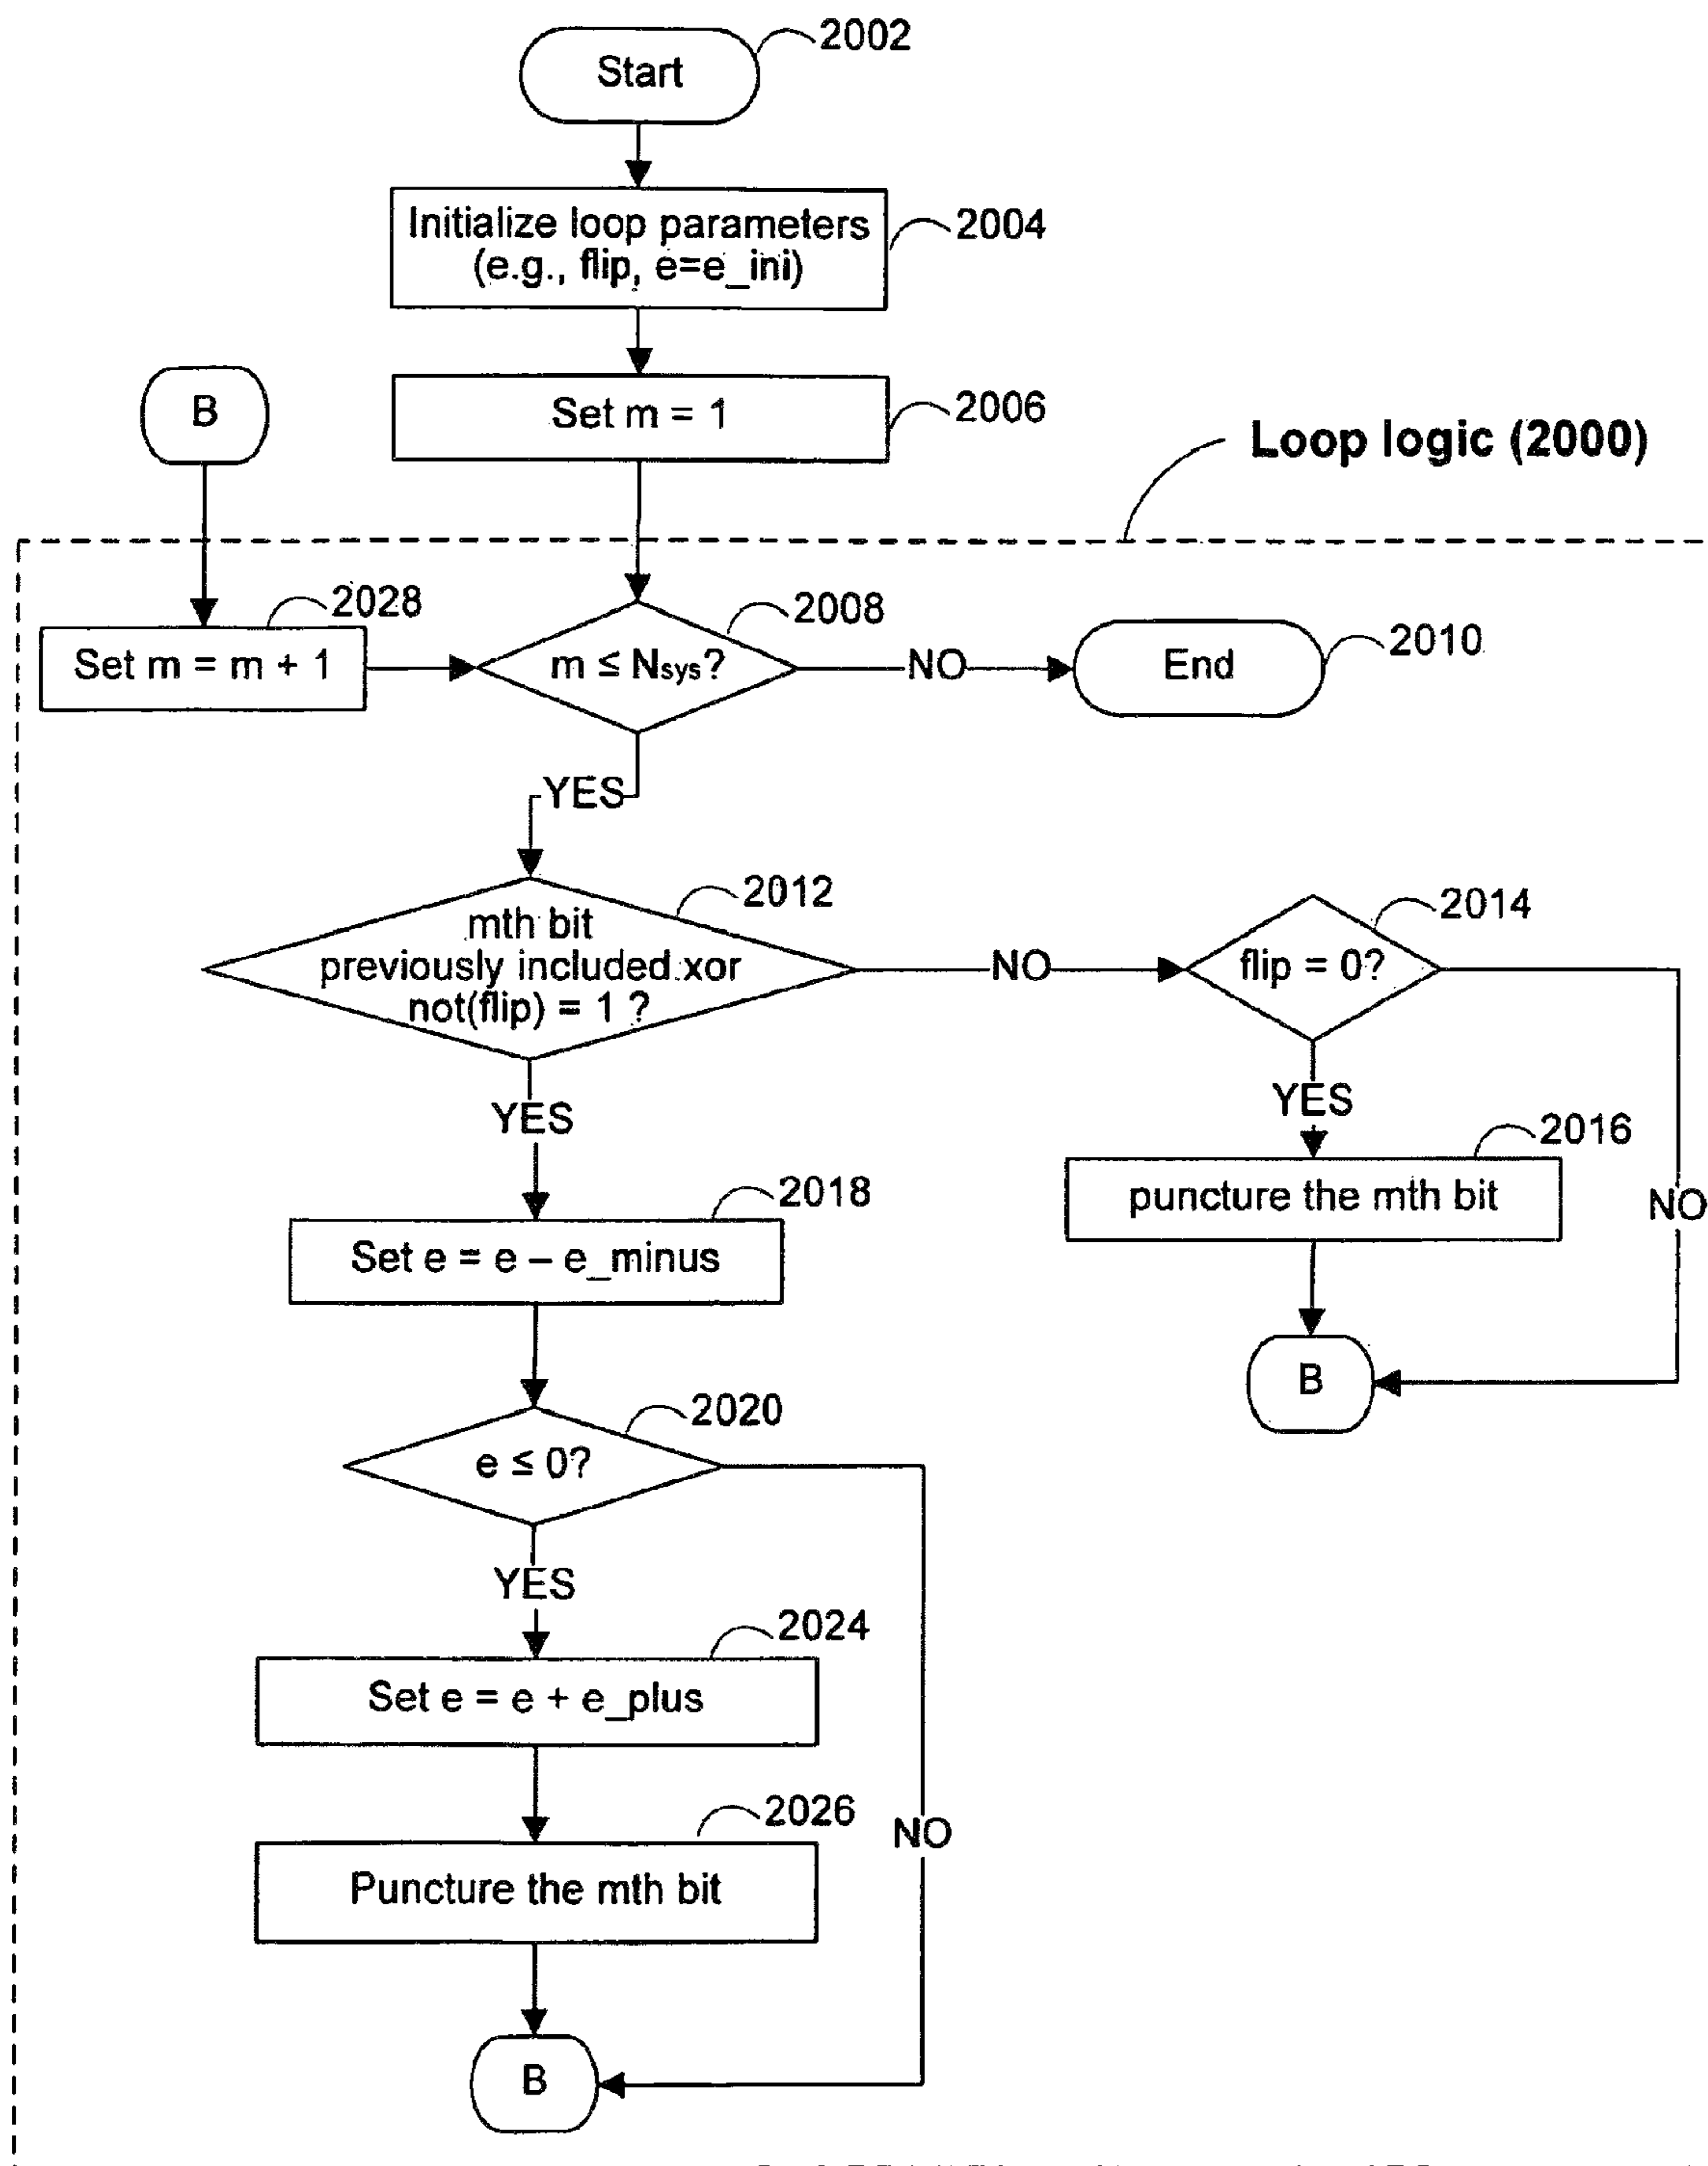 Start
2002
Initialize loop parameters
(e.g., flip, e=e_ini)
2004
B
Set m = 1
2006
Loop logic (2000)
Set m = m + 1
2028
m ≤ Nsys?
2008
NO
End
2010
YES
mth bit
previously included xor
not(flip) = 1 ?
2012
NO
flip = 0?
2014
YES
NO
puncture the mth bit
2016
B
YES
Set e = e – e_minus
2018
e ≤ 0?
2020
YES
Set e = e + e_plus
2024
NO
Puncture the mth bit
2026
B